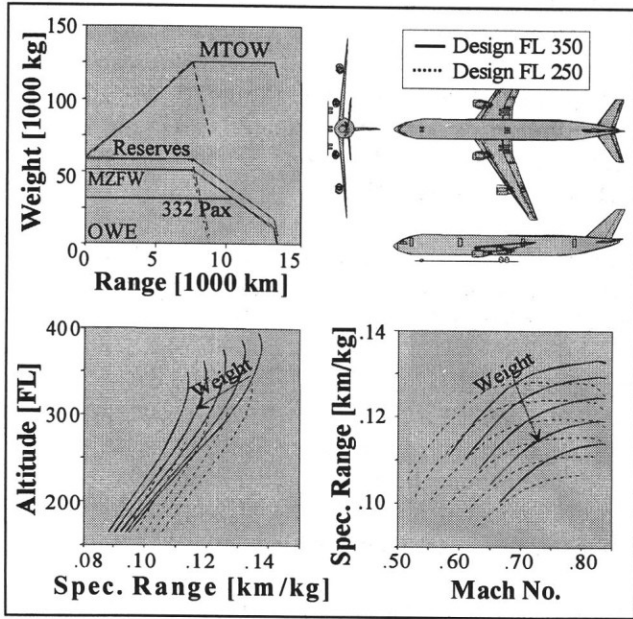 150
MTOW
100
Weight [1000 kg]
Reserves
50
MZFW
332 Pax
OWE
0
0 5 10 15
Range [1000 km]
Design FL 350
Design FL 250
400
Weight
Altitude [FL]
300
200
.08 .10 .12 .14
Spec. Range [km/kg]
.14
Weight
Spec. Range [km/kg]
.12
.10
.50 .60 .70 .80
Mach No.